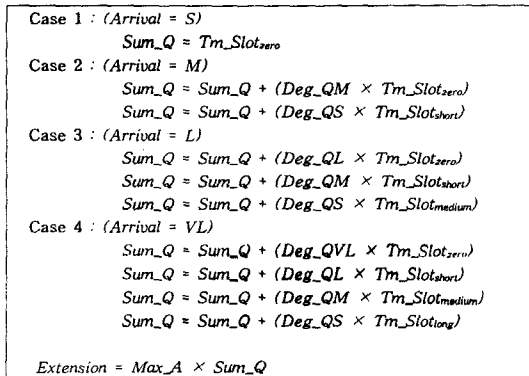 Case 1 : (Arrival = S)
Sum_Q = Tm_Slotzero
Case 2 : (Arrival = M)
Sum_Q = Sum_Q + (Deg_QM × Tm_Slotzero)
Sum_Q = Sum_Q + (Deg_QS × Tm_Slotshort)
Case 3 : (Arrival = L)
Sum_Q = Sum_Q + (Deg_QL × Tm_Slotzero)
Sum_Q = Sum_Q + (Deg_QM × Tm_Slotshort)
Sum_Q = Sum_Q + (Deg_QS × Tm_Slotmedium)
Case 4 : (Arrival = VL)
Sum_Q = Sum_Q + (Deg_QVL × Tm_Slotzero)
Sum_Q = Sum_Q + (Deg_QL × Tm_Slotshort)
Sum_Q = Sum_Q + (Deg_QM × Tm_Slotmedium)
Sum_Q = Sum_Q + (Deg_QS × Tm_Slotlong)
Extension = Max_A × Sum_Q